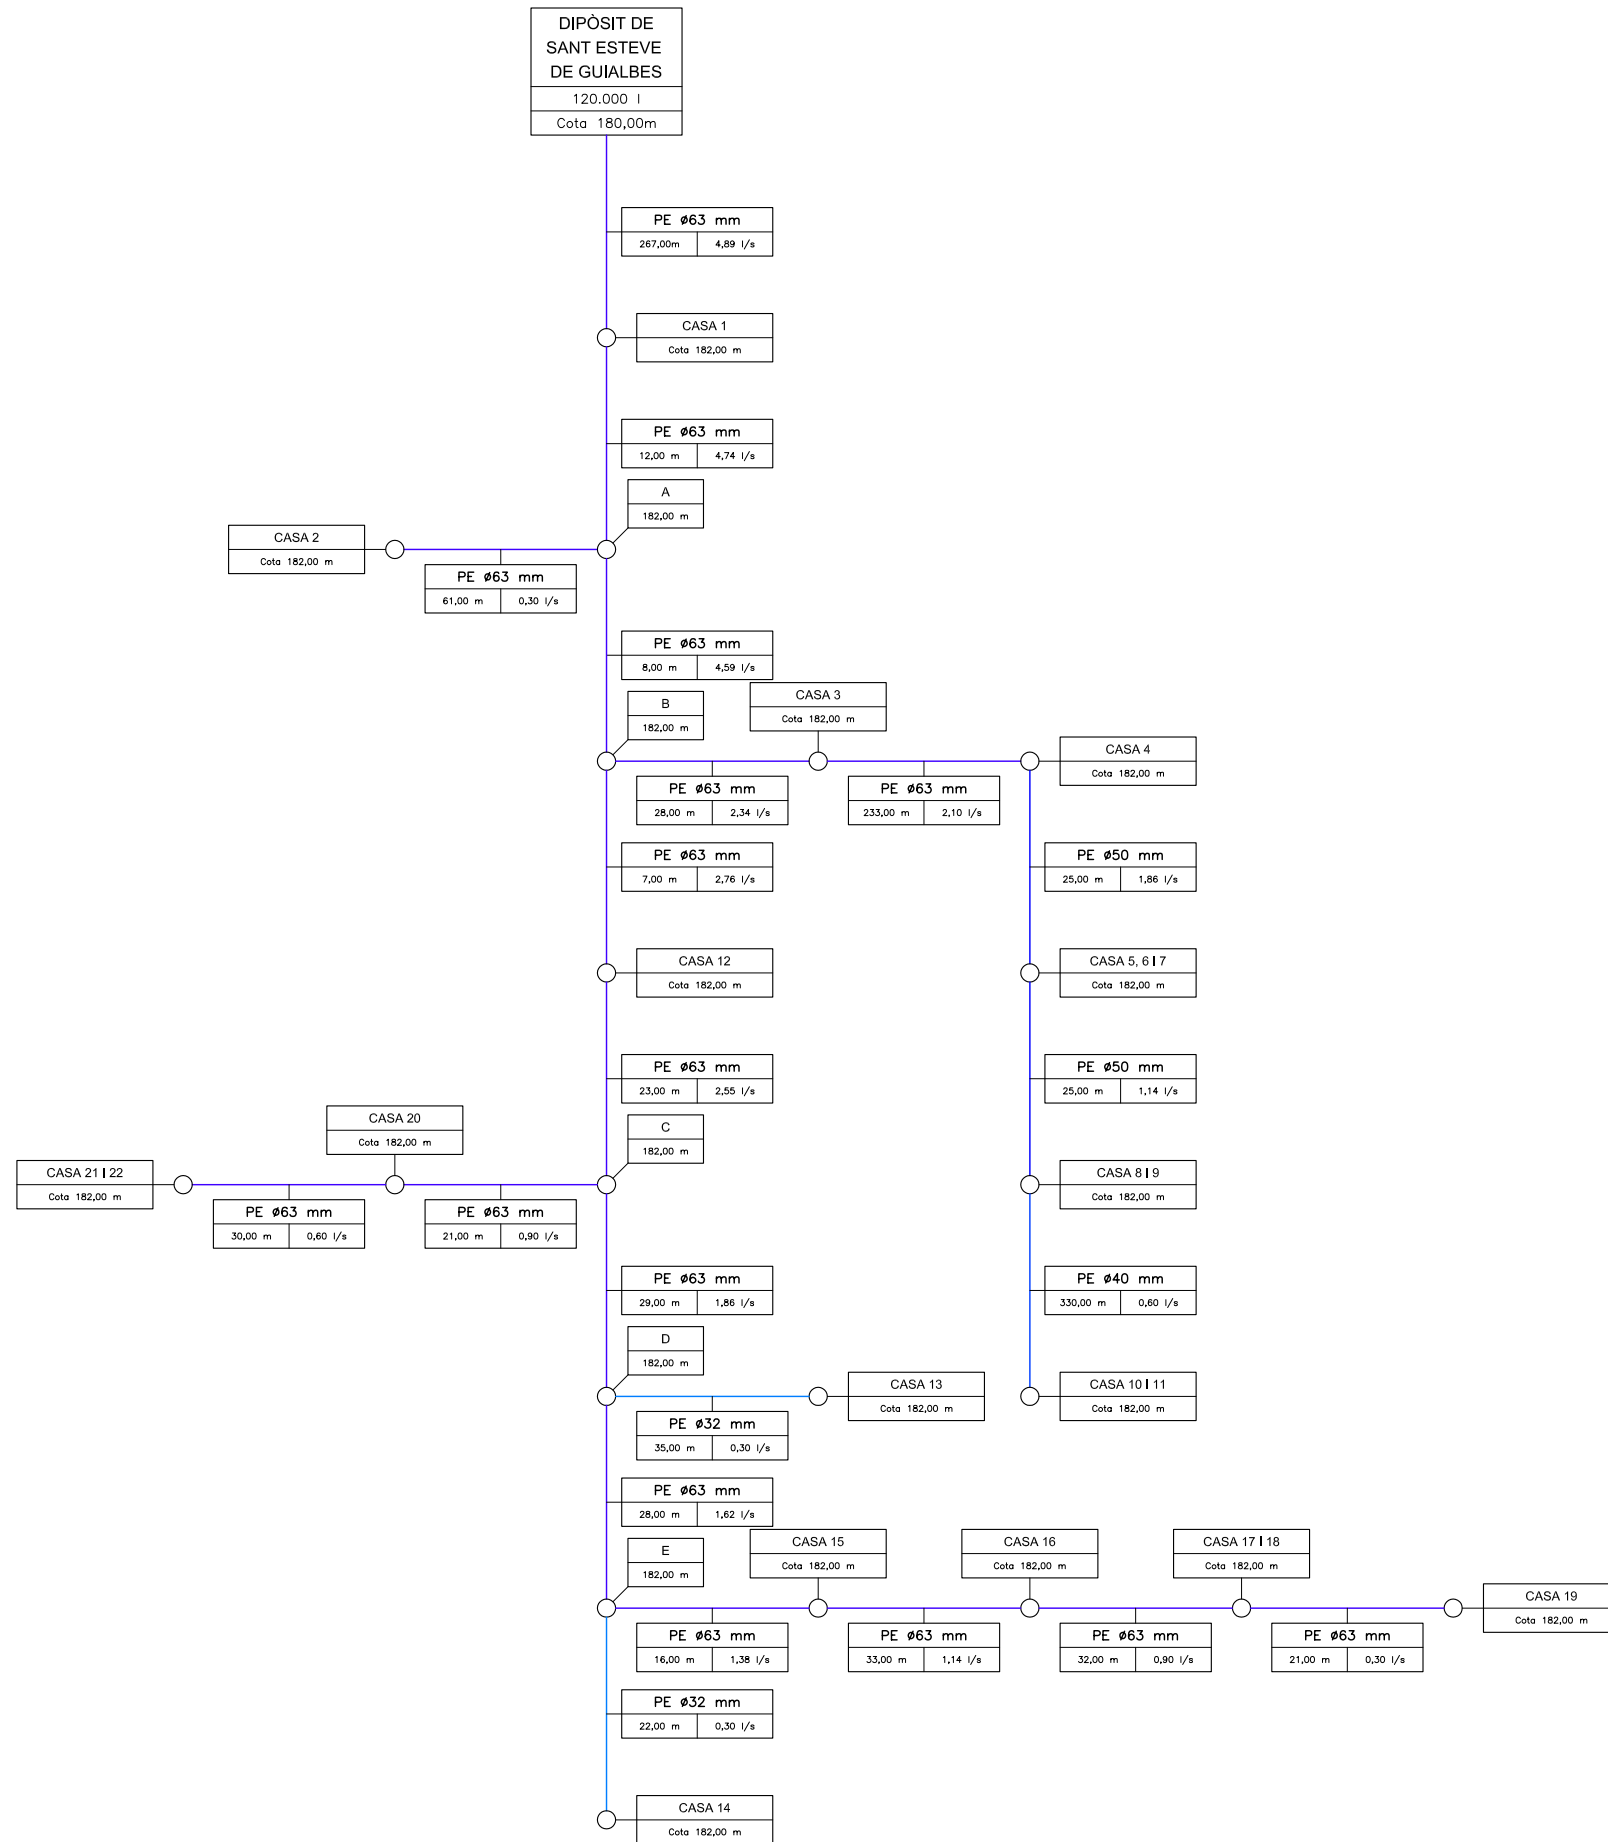 DIPÒSIT DE
SANT ESTEVE
DE GUIALBES
120.000 l
Cota 180,00m
PE ø63 mm
267,00m 4,89 l/s
CASA 1
Cota 182,00 m
PE ø63 mm
12,00 m 4,74 l/s
A
182,00 m
CASA 2
Cota 182,00 m
PE ø63 mm
61,00 m 0,30 l/s
PE ø63 mm
8,00 m 4,59 l/s
B
182,00 m
CASA 3
Cota 182,00 m
CASA 4
Cota 182,00 m
PE ø63 mm
28,00 m 2,34 l/s
PE ø63 mm
233,00 m 2,10 l/s
PE ø63 mm
7,00 m 2,76 l/s
PE ø50 mm
25,00 m 1,86 l/s
CASA 12
Cota 182,00 m
CASA 5, 6 I 7
Cota 182,00 m
PE ø63 mm
23,00 m 2,55 l/s
PE ø50 mm
25,00 m 1,14 l/s
CASA 20
Cota 182,00 m
C
182,00 m
CASA 21 I 22
Cota 182,00 m
CASA 8 I 9
Cota 182,00 m
PE ø63 mm
30,00 m 0,60 l/s
PE ø63 mm
21,00 m 0,90 l/s
PE ø63 mm
29,00 m 1,86 l/s
PE ø40 mm
330,00 m 0,60 l/s
D
182,00 m
CASA 13
Cota 182,00 m
CASA 10 I 11
Cota 182,00 m
PE ø32 mm
35,00 m 0,30 l/s
PE ø63 mm
28,00 m 1,62 l/s
E
182,00 m
CASA 15
Cota 182,00 m
CASA 16
Cota 182,00 m
CASA 17 I 18
Cota 182,00 m
CASA 19
Cota 182,00 m
PE ø63 mm
16,00 m 1,38 l/s
PE ø63 mm
33,00 m 1,14 l/s
PE ø63 mm
32,00 m 0,90 l/s
PE ø63 mm
21,00 m 0,30 l/s
PE ø32 mm
22,00 m 0,30 l/s
CASA 14
Cota 182,00 m